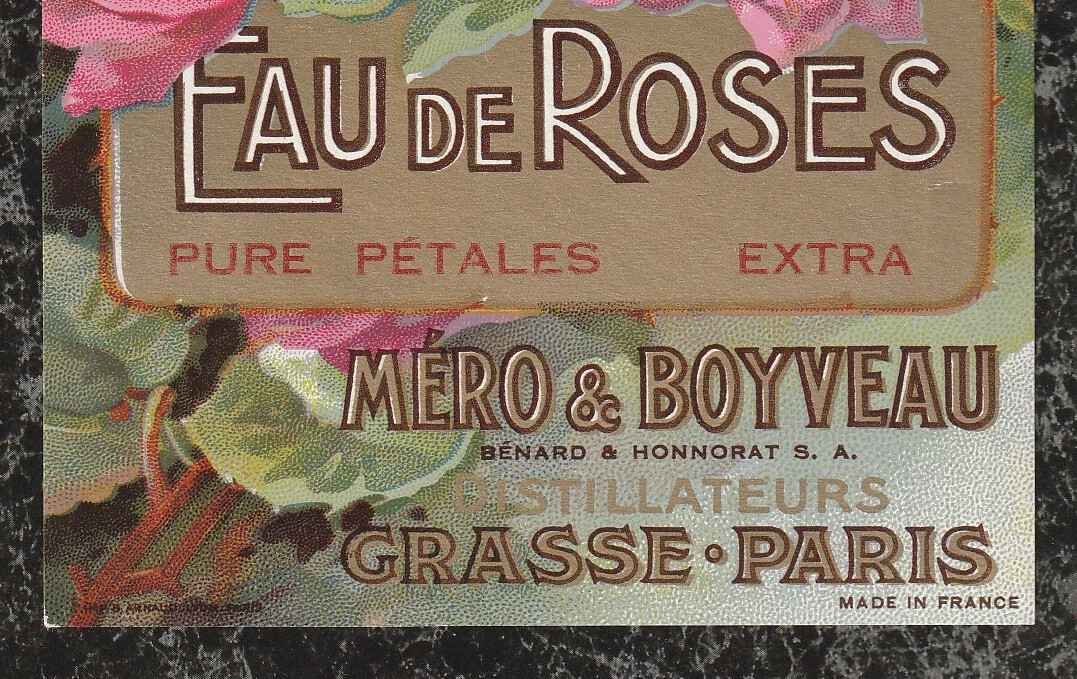 EAU DE ROSES
PURE PÉTALES EXTRA
MÉRO & BOYVEAU
BÉNARD & HONNORAT S. A.
DISTILLATEURS
GRASSE • PARIS
MADE IN FRANCE